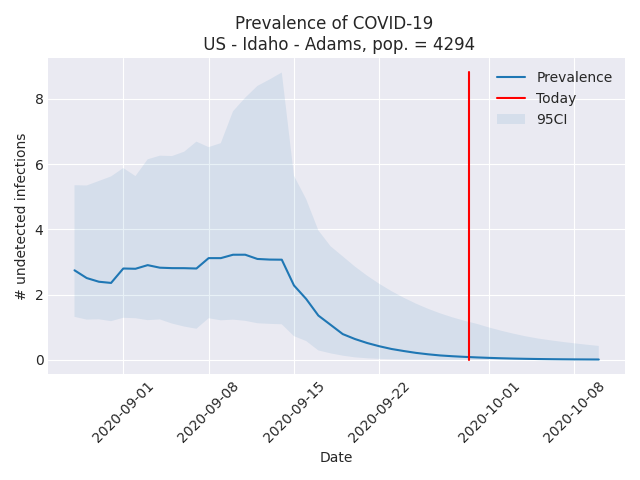 Prevalence of COVID-19
US - Idaho - Adams, pop. = 4294
# undetected infections
8
6
4
2
0
Prevalence
Today
95CI
2020-09-01
2020-09-08
2020-09-15
2020-09-22
2020-10-01
2020-10-08
Date